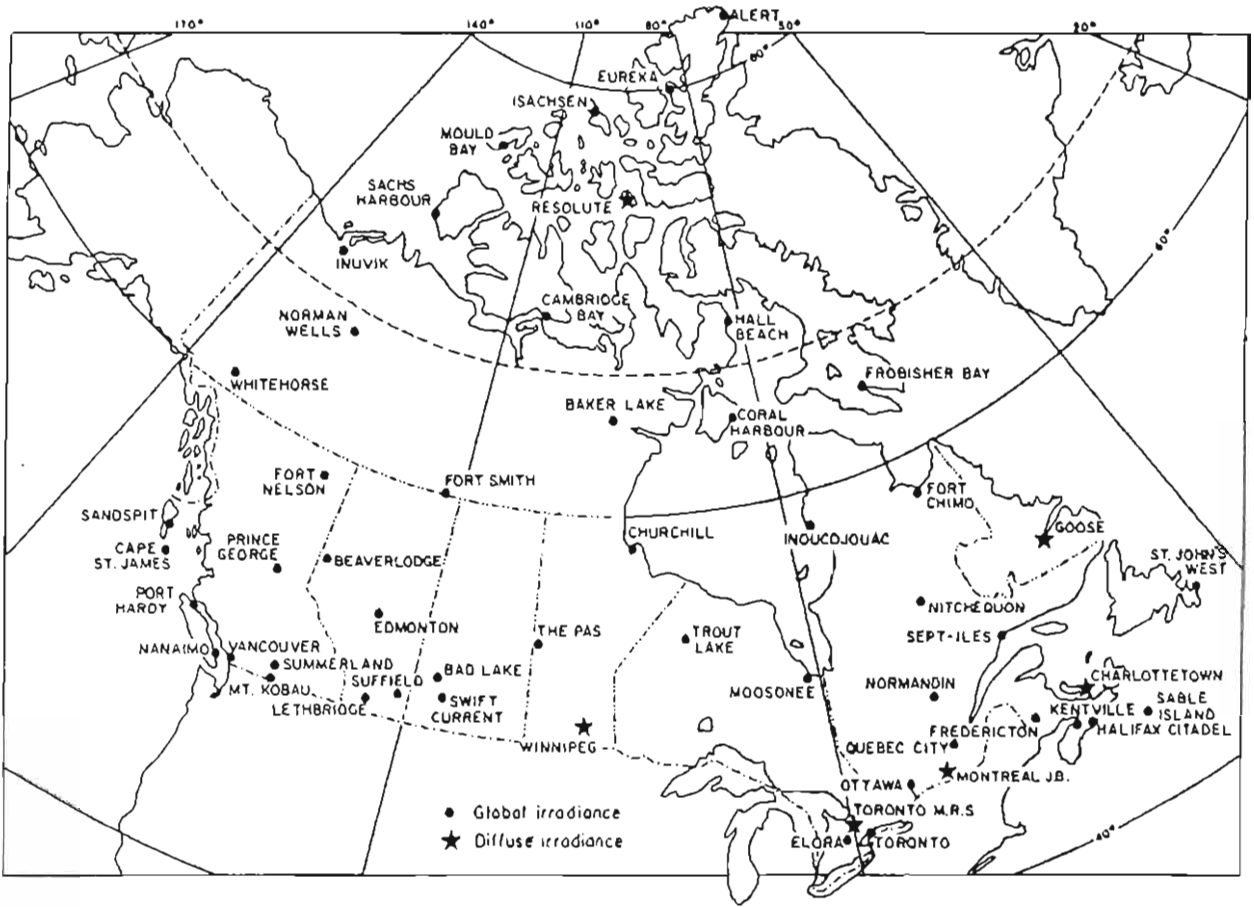 170°
140°
110°
80°
50°
20°
ALERT
80°
EUREKA
ISACHSEN
MOULD
BAY
SACHS
HARBOUR
RESOLUTE
60°
INUVIK
CAMBRIDGE
BAY
NORMAN
WELLS
HALL
BEACH
WHITEHORSE
FROBISHER BAY
BAKER LAKE
CORAL
HARBOUR
FORT
NELSON
FORT SMITH
FORT
CHIMO
SANDSPIT
CHURCHILL
INOUCDJOUAC
GOOSE
CAPE
ST. JAMES
PRINCE
GEORGE
BEAVERLODGE
ST. JOHN'S
WEST
PORT
HARDY
NITCHEQUON
EDMONTON
THE PAS
TROUT
LAKE
SEPT-ILES
NANAIMO
VANCOUVER
SUMMERLAND
BAD LAKE
SUFFIELD
MT. KOBAU
LETHBRIDGE
SWIFT
CURRENT
MOOSONEE
NORMANDIN
CHARLOTTETOWN
KENTVILLE
SABLE
ISLAND
FREDERICTON
HALIFAX CITADEL
WINNIPEG
QUEBEC CITY
MONTREAL J.B.
OTTAWA
Global irradiance
TORONTO M.R.S
Diffuse irradiance
ELORA
TORONTO
40°